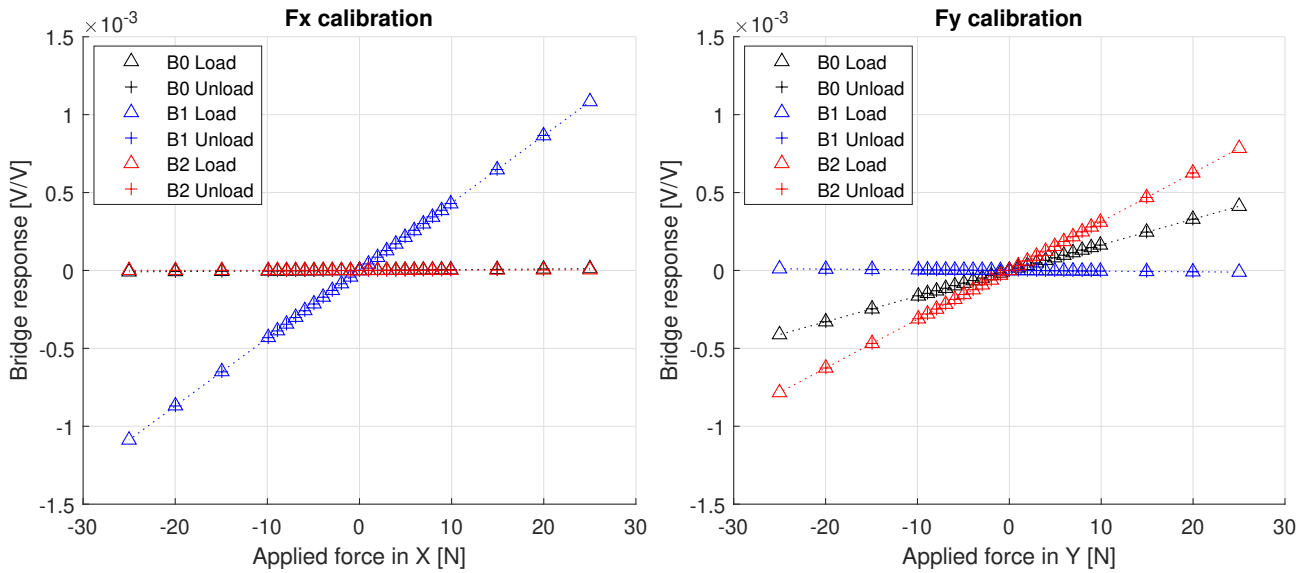 Fx calibration
×10⁻³
1.5
1
0.5
0
-0.5
-1
-1.5
Bridge response [V/V]
B0 Load
B0 Unload
B1 Load
B1 Unload
B2 Load
B2 Unload
-30 -20 -10 0 10 20 30
Applied force in X [N]
Fy calibration
×10⁻³
1.5
1
0.5
0
-0.5
-1
-1.5
Bridge response [V/V]
B0 Load
B0 Unload
B1 Load
B1 Unload
B2 Load
B2 Unload
-30 -20 -10 0 10 20 30
Applied force in Y [N]